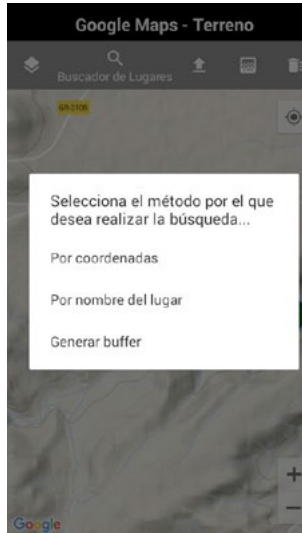 Google Maps - Terreno
Buscador de Lugares
GR-3108
Selecciona el método por el que
desea realizar la búsqueda...
Por coordenadas
Por nombre del lugar
Generar buffer
Google